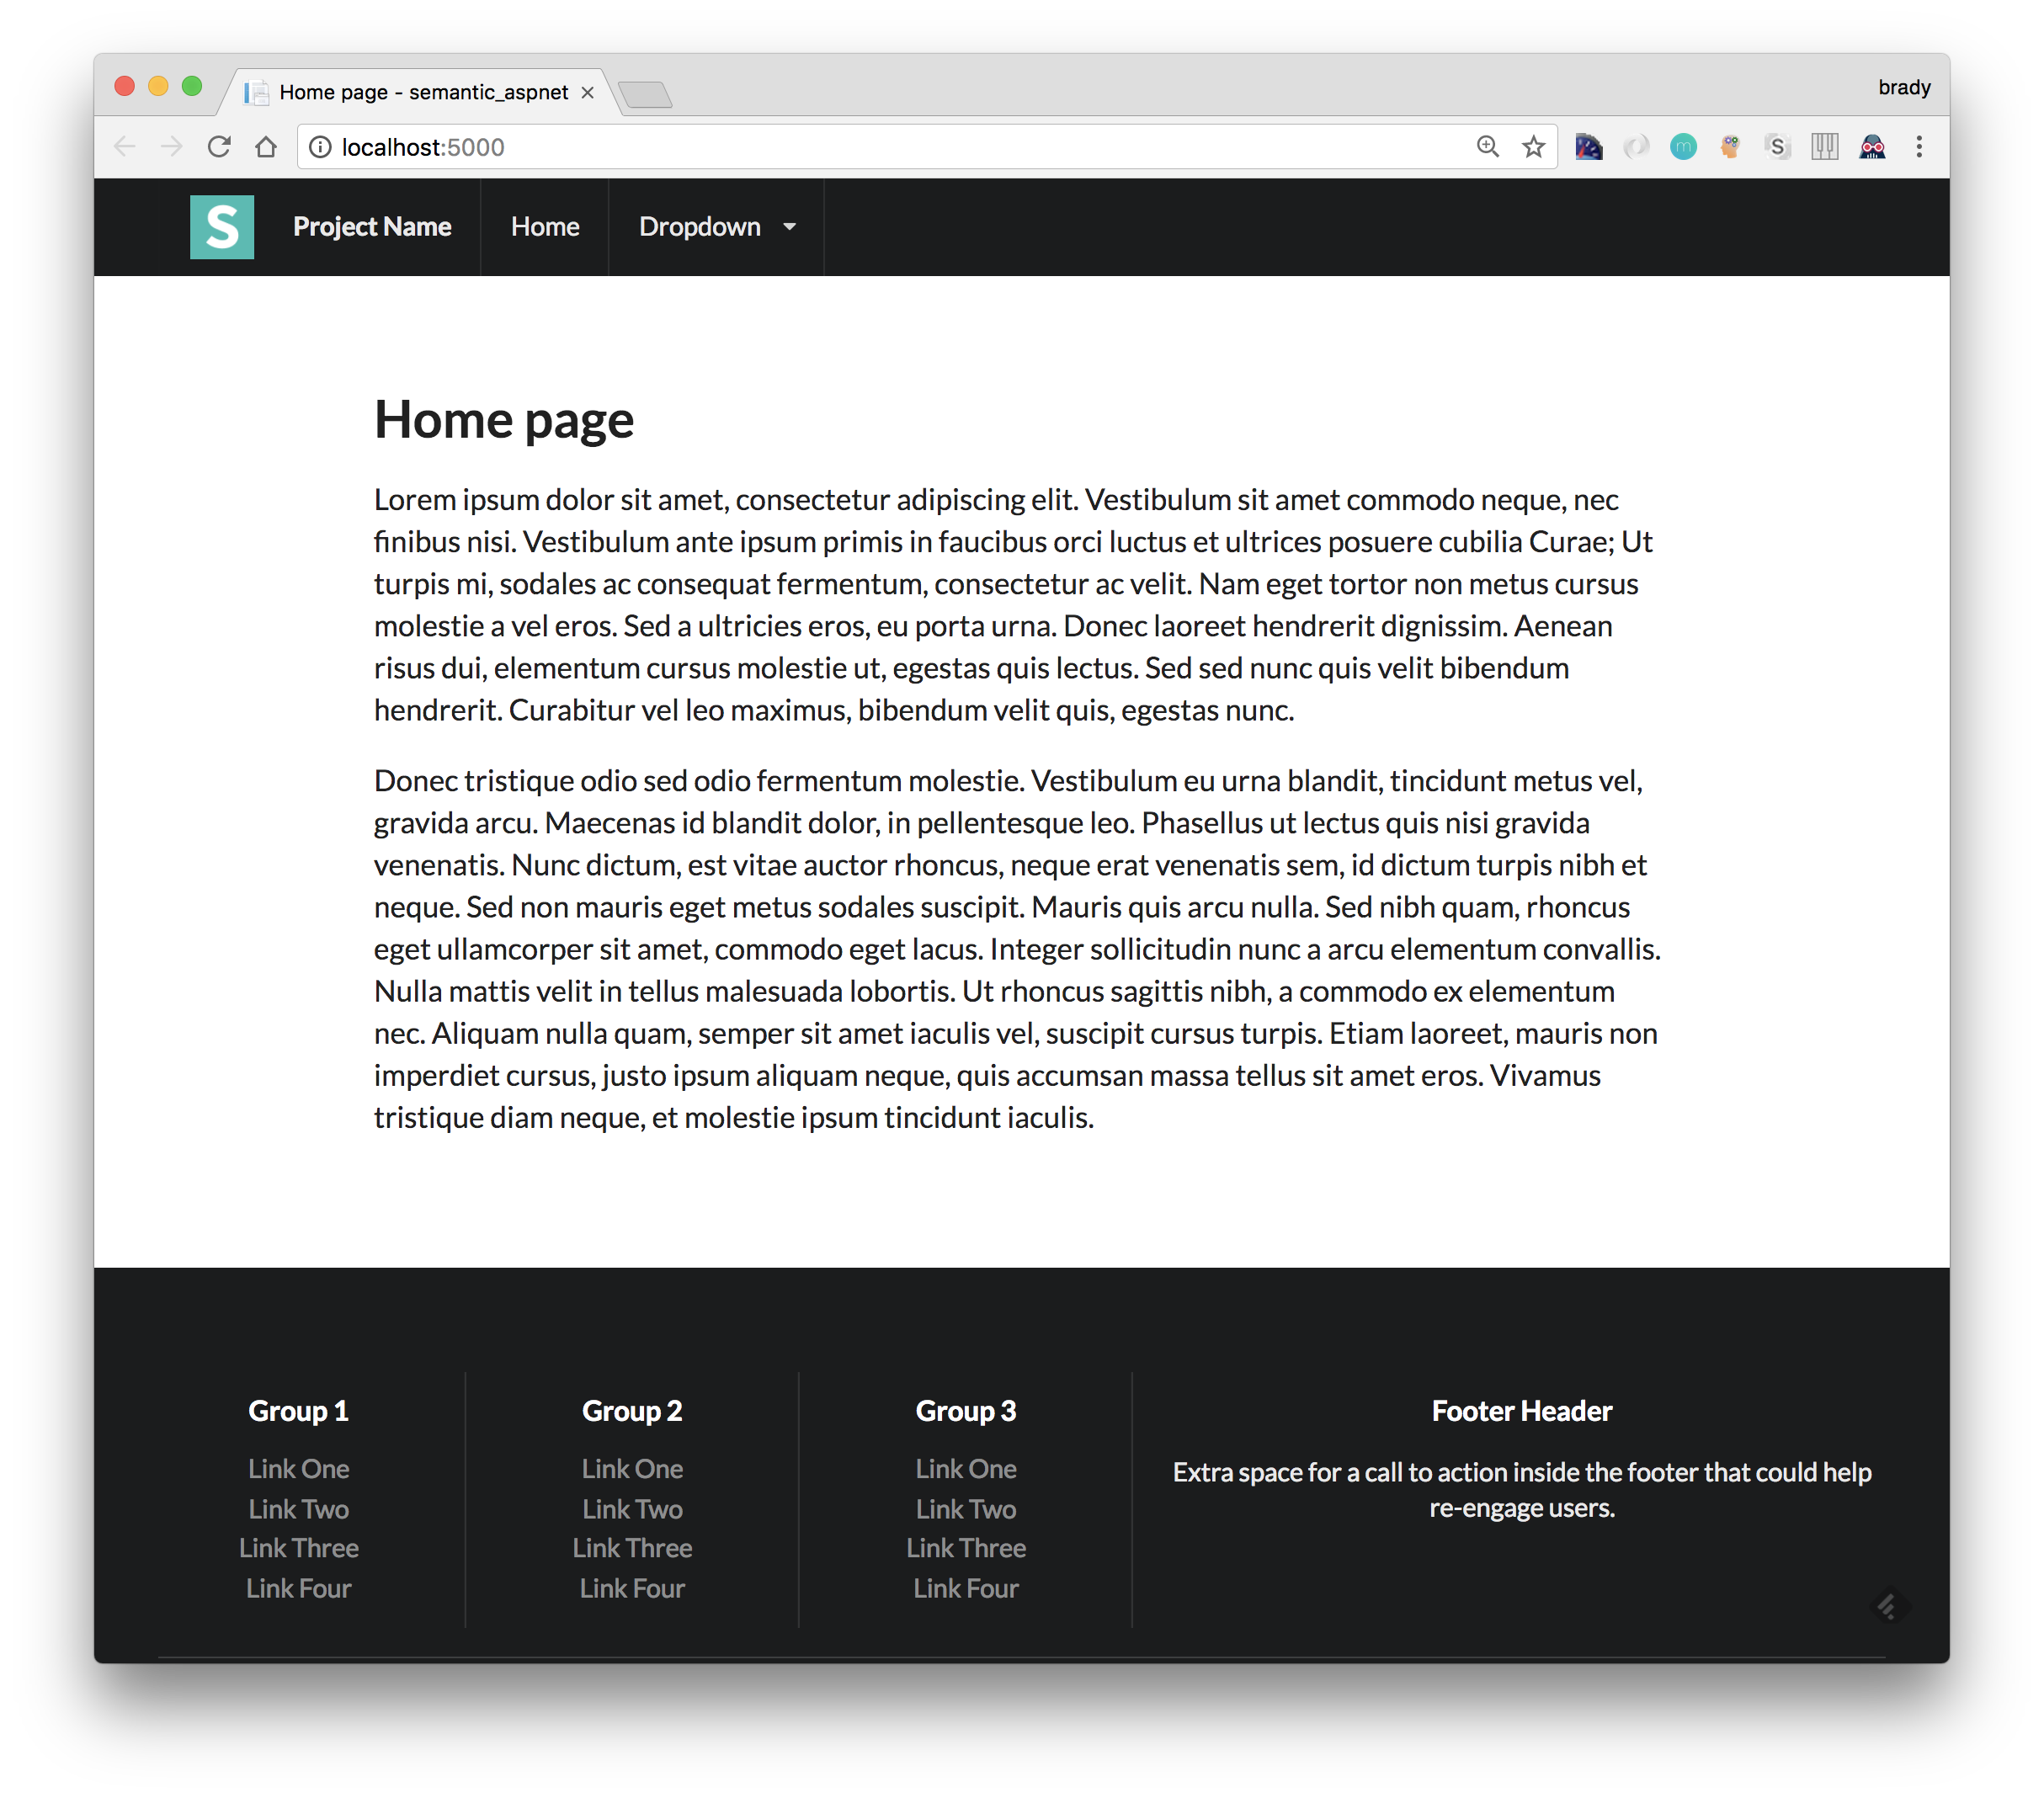 Home page - semantic_aspnet
brady
localhost:5000
m
S
S
Project Name
Home
Dropdown
Home page
Lorem ipsum dolor sit amet, consectetur adipiscing elit. Vestibulum sit amet commodo neque, nec
finibus nisi. Vestibulum ante ipsum primis in faucibus orci luctus et ultrices posuere cubilia Curae; Ut
turpis mi, sodales ac consequat fermentum, consectetur ac velit. Nam eget tortor non metus cursus
molestie a vel eros. Sed a ultricies eros, eu porta urna. Donec laoreet hendrerit dignissim. Aenean
risus dui, elementum cursus molestie ut, egestas quis lectus. Sed sed nunc quis velit bibendum
hendrerit. Curabitur vel leo maximus, bibendum velit quis, egestas nunc.
Donec tristique odio sed odio fermentum molestie. Vestibulum eu urna blandit, tincidunt metus vel,
gravida arcu. Maecenas id blandit dolor, in pellentesque leo. Phasellus ut lectus quis nisi gravida
venenatis. Nunc dictum, est vitae auctor rhoncus, neque erat venenatis sem, id dictum turpis nibh et
neque. Sed non mauris eget metus sodales suscipit. Mauris quis arcu nulla. Sed nibh quam, rhoncus
eget ullamcorper sit amet, commodo eget lacus. Integer sollicitudin nunc a arcu elementum convallis.
Nulla mattis velit in tellus malesuada lobortis. Ut rhoncus sagittis nibh, a commodo ex elementum
nec. Aliquam nulla quam, semper sit amet iaculis vel, suscipit cursus turpis. Etiam laoreet, mauris non
imperdiet cursus, justo ipsum aliquam neque, quis accumsan massa tellus sit amet eros. Vivamus
tristique diam neque, et molestie ipsum tincidunt iaculis.
Group 1
Link One
Link Two
Link Three
Link Four
Group 2
Link One
Link Two
Link Three
Link Four
Group 3
Link One
Link Two
Link Three
Link Four
Footer Header
Extra space for a call to action inside the footer that could help
re-engage users.